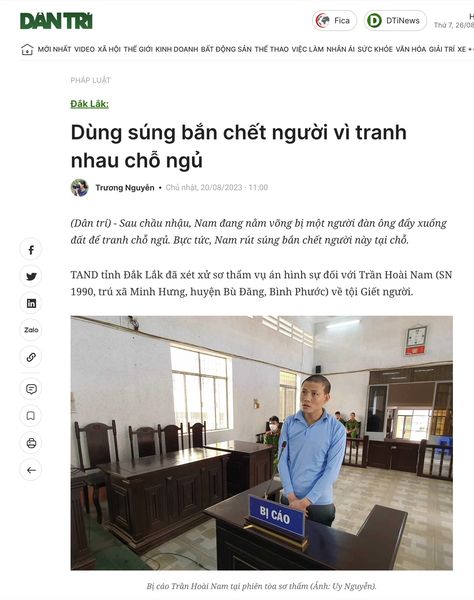 DÂN TRÍ
Fica
DTiNews
Thứ 7, 26/08
MỚI NHẤT VIDEO XÃ HỘI THẾ GIỚI KINH DOANH BẤT ĐỘNG SẢN THỂ THAO VIỆC LÀM NHÂN ÁI SỨC KHỎE VĂN HÓA GIẢI TRÍ XE +
PHÁP LUẬT
Đắk Lắk:
Dùng súng bắn chết người vì tranh
nhau chỗ ngủ
Trương Nguyễn • Chủ nhật, 20/08/2023 - 11:00
(Dân trí) - Sau chầu nhậu, Nam đang nằm võng bị một người đàn ông đẩy xuống
đất để tranh chỗ ngủ. Bực tức, Nam rút súng bắn chết người này tại chỗ.
TAND tỉnh Đắk Lắk đã xét xử sơ thẩm vụ án hình sự đối với Trần Hoài Nam (SN
1990, trú xã Minh Hưng, huyện Bù Đăng, Bình Phước) về tội Giết người.
Zalo
BỊ CÁO
Bị cáo Trần Hoài Nam tại phiên tòa sơ thẩm (Ảnh: Uy Nguyễn).